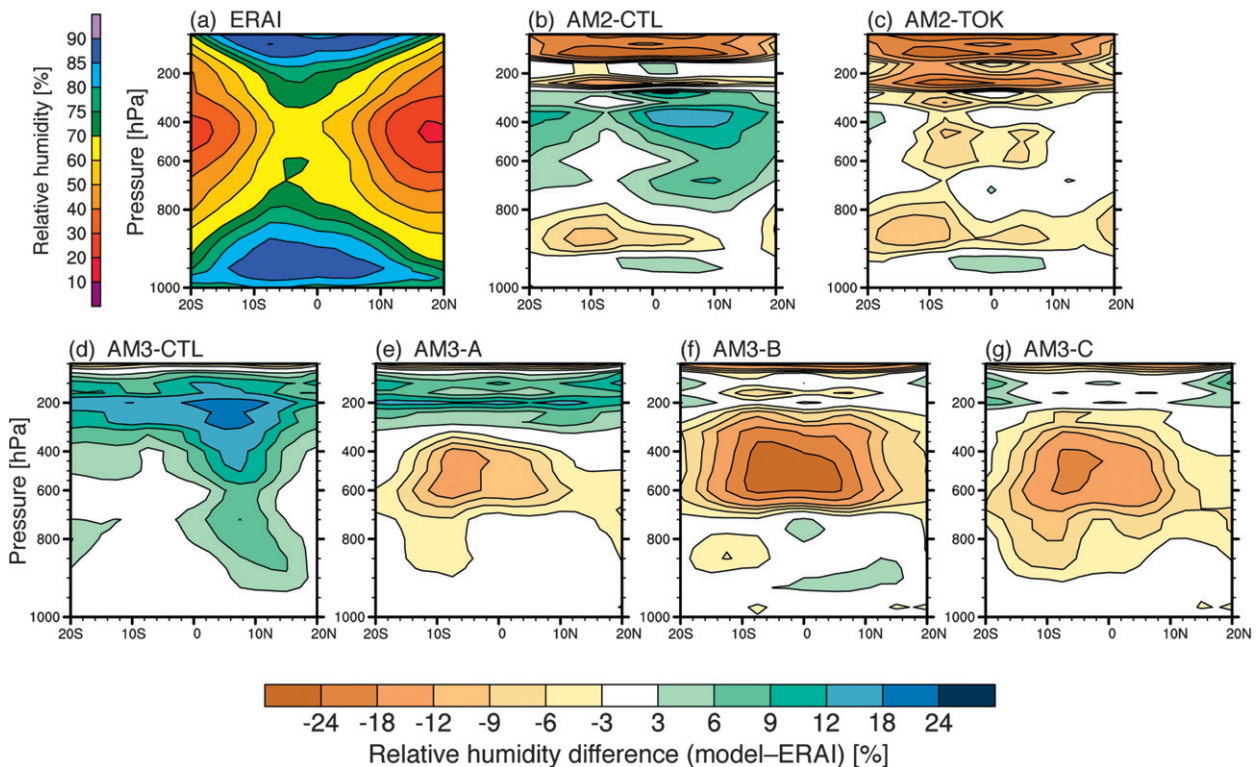 (a) ERAI
(b) AM2-CTL
(c) AM2-TOK
Relative humidity [%]
90
85
80
75
70
60
50
40
30
20
10
Pressure [hPa]
200
400
600
800
1000
20S 10S 0 10N 20N
200
400
600
800
1000
20S 10S 0 10N 20N
200
400
600
800
1000
20S 10S 0 10N 20N
(d) AM3-CTL
(e) AM3-A
(f) AM3-B
(g) AM3-C
Pressure [hPa]
200
400
600
800
1000
20S 10S 0 10N 20N
200
400
600
800
1000
20S 10S 0 10N 20N
200
400
600
800
1000
20S 10S 0 10N 20N
200
400
600
800
1000
20S 10S 0 10N 20N
-24 -18 -12 -9 -6 -3 3 6 9 12 18 24
Relative humidity difference (model–ERAI) [%]